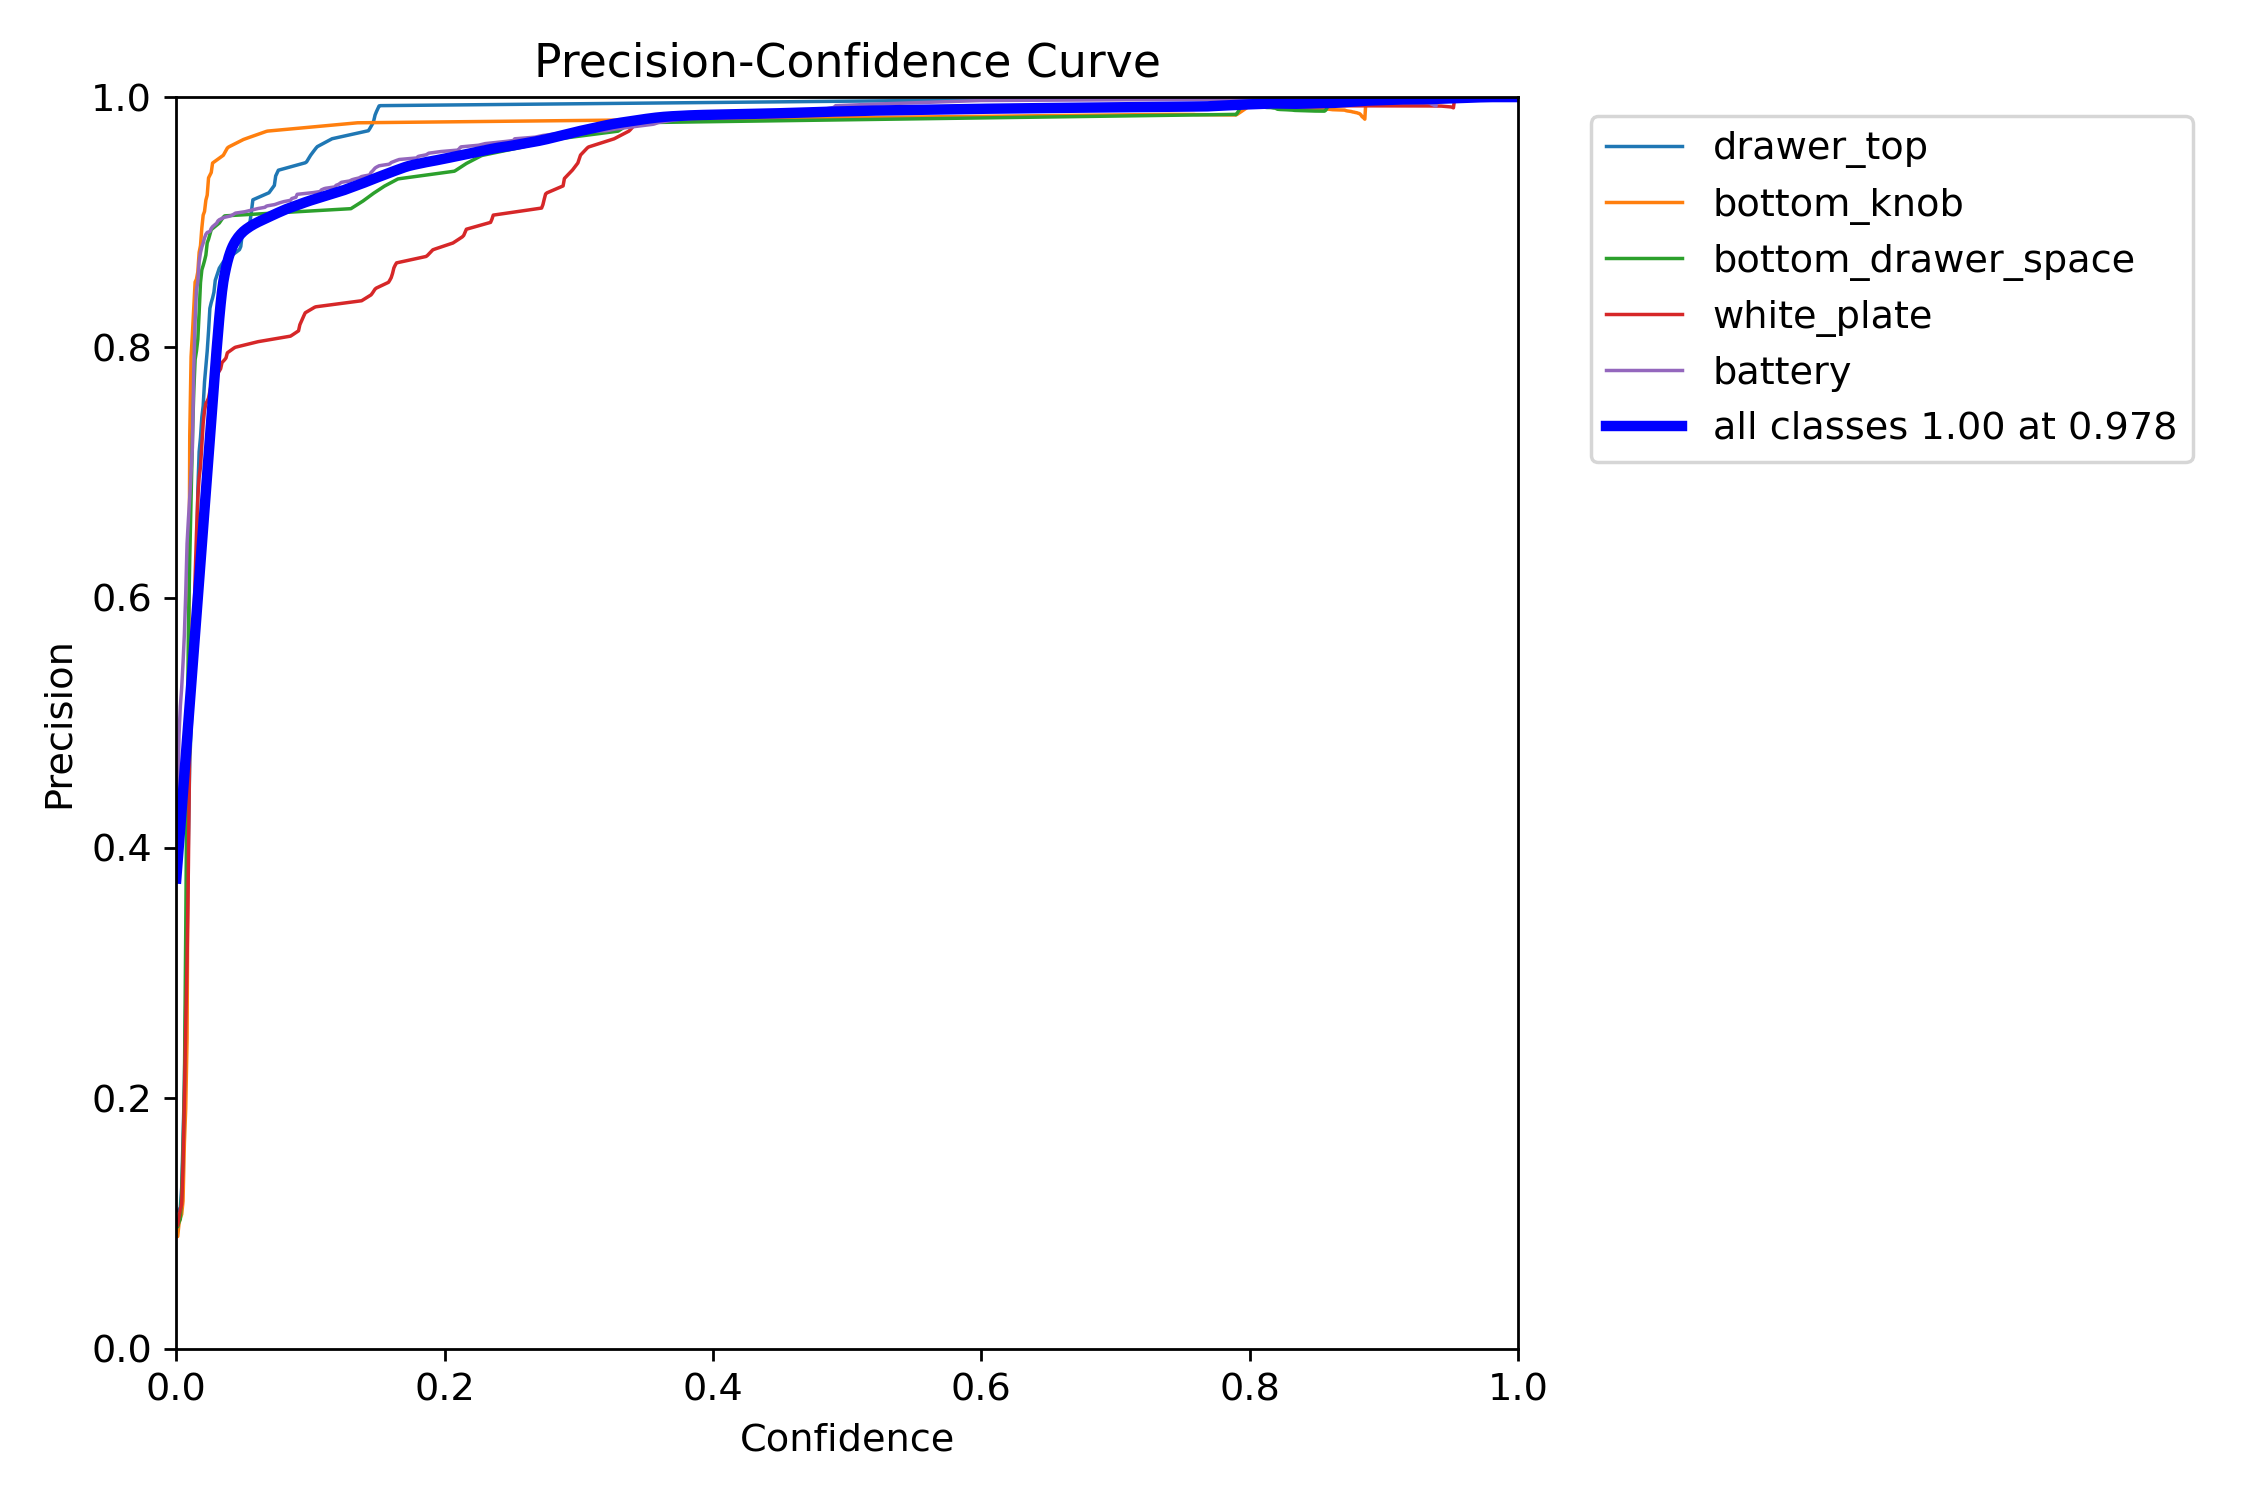 Precision-Confidence Curve
1.0
0.8
0.6
0.4
0.2
0.0
Precision
0.0 0.2 0.4 0.6 0.8 1.0
Confidence
drawer_top
bottom_knob
bottom_drawer_space
white_plate
battery
all classes 1.00 at 0.978